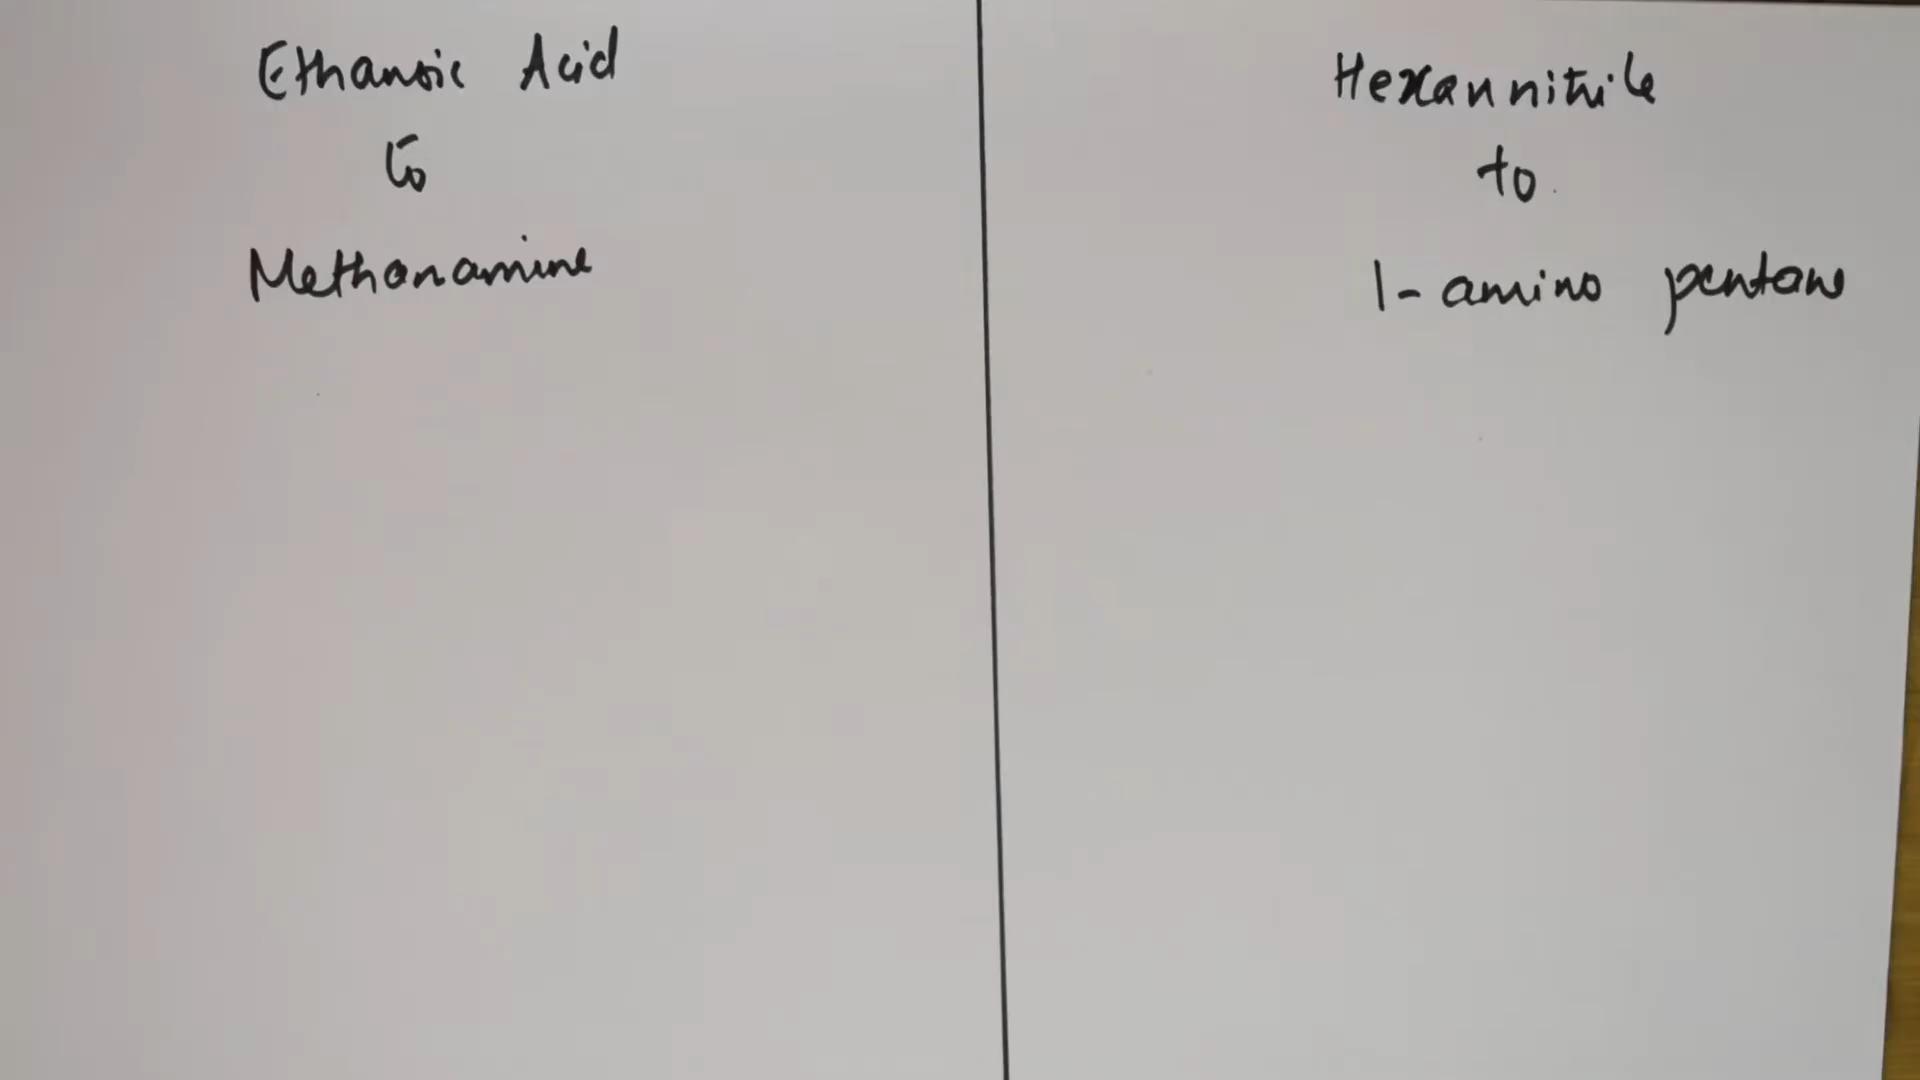 Ethanoic Acid
to
Methanamine
Hexannitrile
to
1-amino pentane